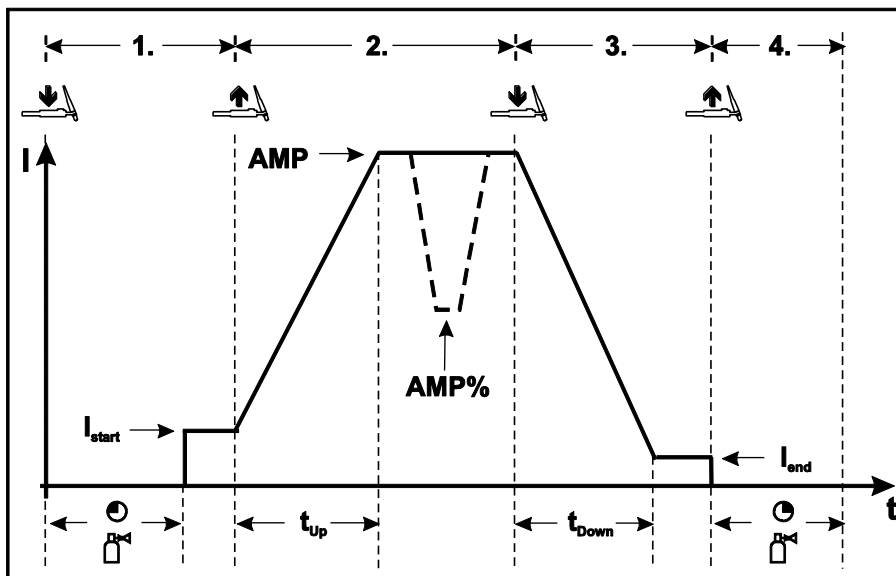 1.
2.
3.
4.
I
AMP
AMP%
Istart
Iend
t
tUp
tDown